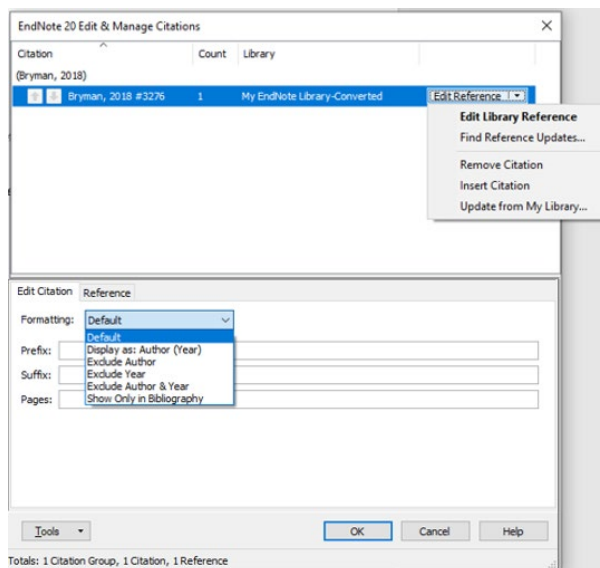 EndNote 20 Edit & Manage Citations
Citation Count Library
(Bryman, 2018)
Bryman, 2018 #3276 1 My EndNote Library-Converted Edit Reference
Edit Library Reference
Find Reference Updates...
Remove Citation
Insert Citation
Update from My Library...
Edit Citation Reference
Formatting: Default
Default
Display as: Author (Year)
Exclude Author
Exclude Year
Exclude Author & Year
Show Only in Bibliography
Prefix:
Suffix:
Pages:
Tools OK Cancel Help
Totals: 1 Citation Group, 1 Citation, 1 Reference